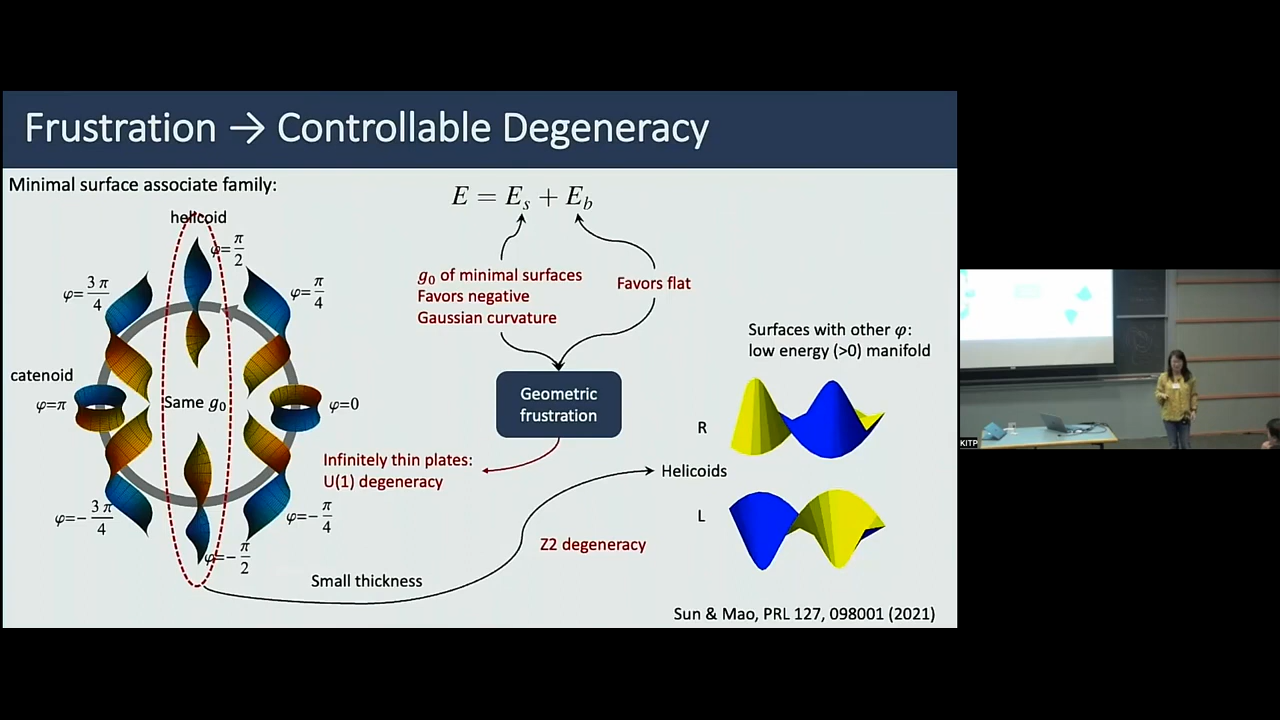 Frustration → Controllable Degeneracy
Minimal surface associate family:
helicoid
φ=π/2
φ=3π/4
φ=π/4
catenoid
φ=π
Same g₀
φ=0
φ=-3π/4
φ=-π/4
φ=-π/2
E = Eₛ + E_b
g₀ of minimal surfaces
Favors negative
Gaussian curvature
Favors flat
Geometric
frustration
Infinitely thin plates:
U(1) degeneracy
Small thickness
Z2 degeneracy
Surfaces with other φ:
low energy (>0) manifold
R
Helicoids
L
Sun & Mao, PRL 127, 098001 (2021)
KITP